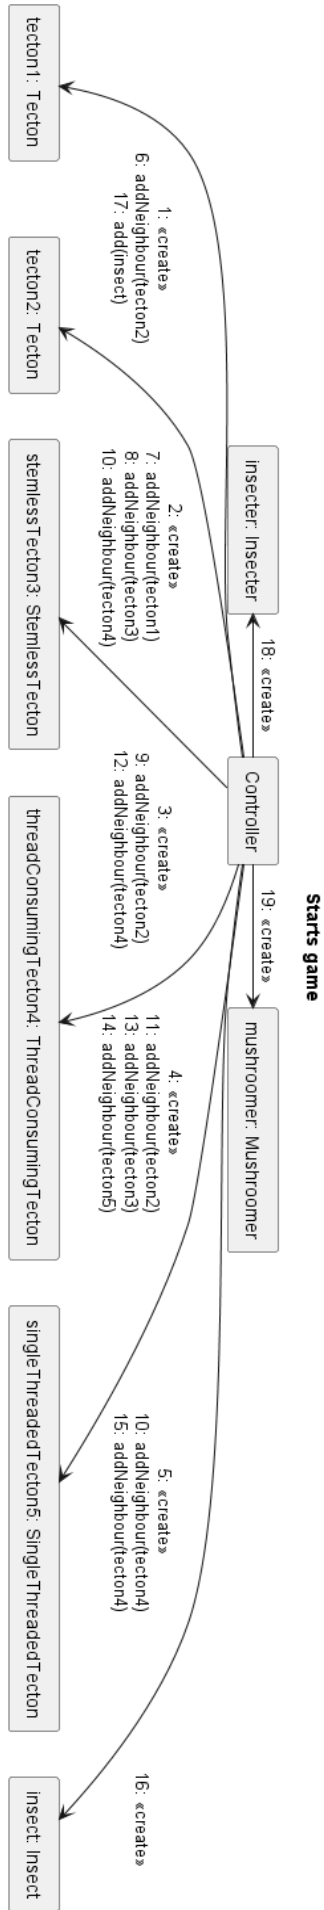 Starts game
insecter: Insecter
18: «create»
Controller
19: «create»
mushroomer: Mushroomer
1: «create»
6: addNeighbour(tecton2)
17: add(insect)
2: «create»
7: addNeighbour(tecton1)
8: addNeighbour(tecton3)
10: addNeighbour(tecton4)
3: «create»
9: addNeighbour(tecton2)
12: addNeighbour(tecton4)
4: «create»
11: addNeighbour(tecton2)
13: addNeighbour(tecton3)
14: addNeighbour(tecton5)
5: «create»
10: addNeighbour(tecton4)
15: addNeighbour(tecton4)
16: «create»
tecton1: Tecton
tecton2: Tecton
stemlessTecton3: StemlessTecton
threadConsumingTecton4: ThreadConsumingTecton
singleThreadedTecton5: SingleThreadedTecton
insect: Insect